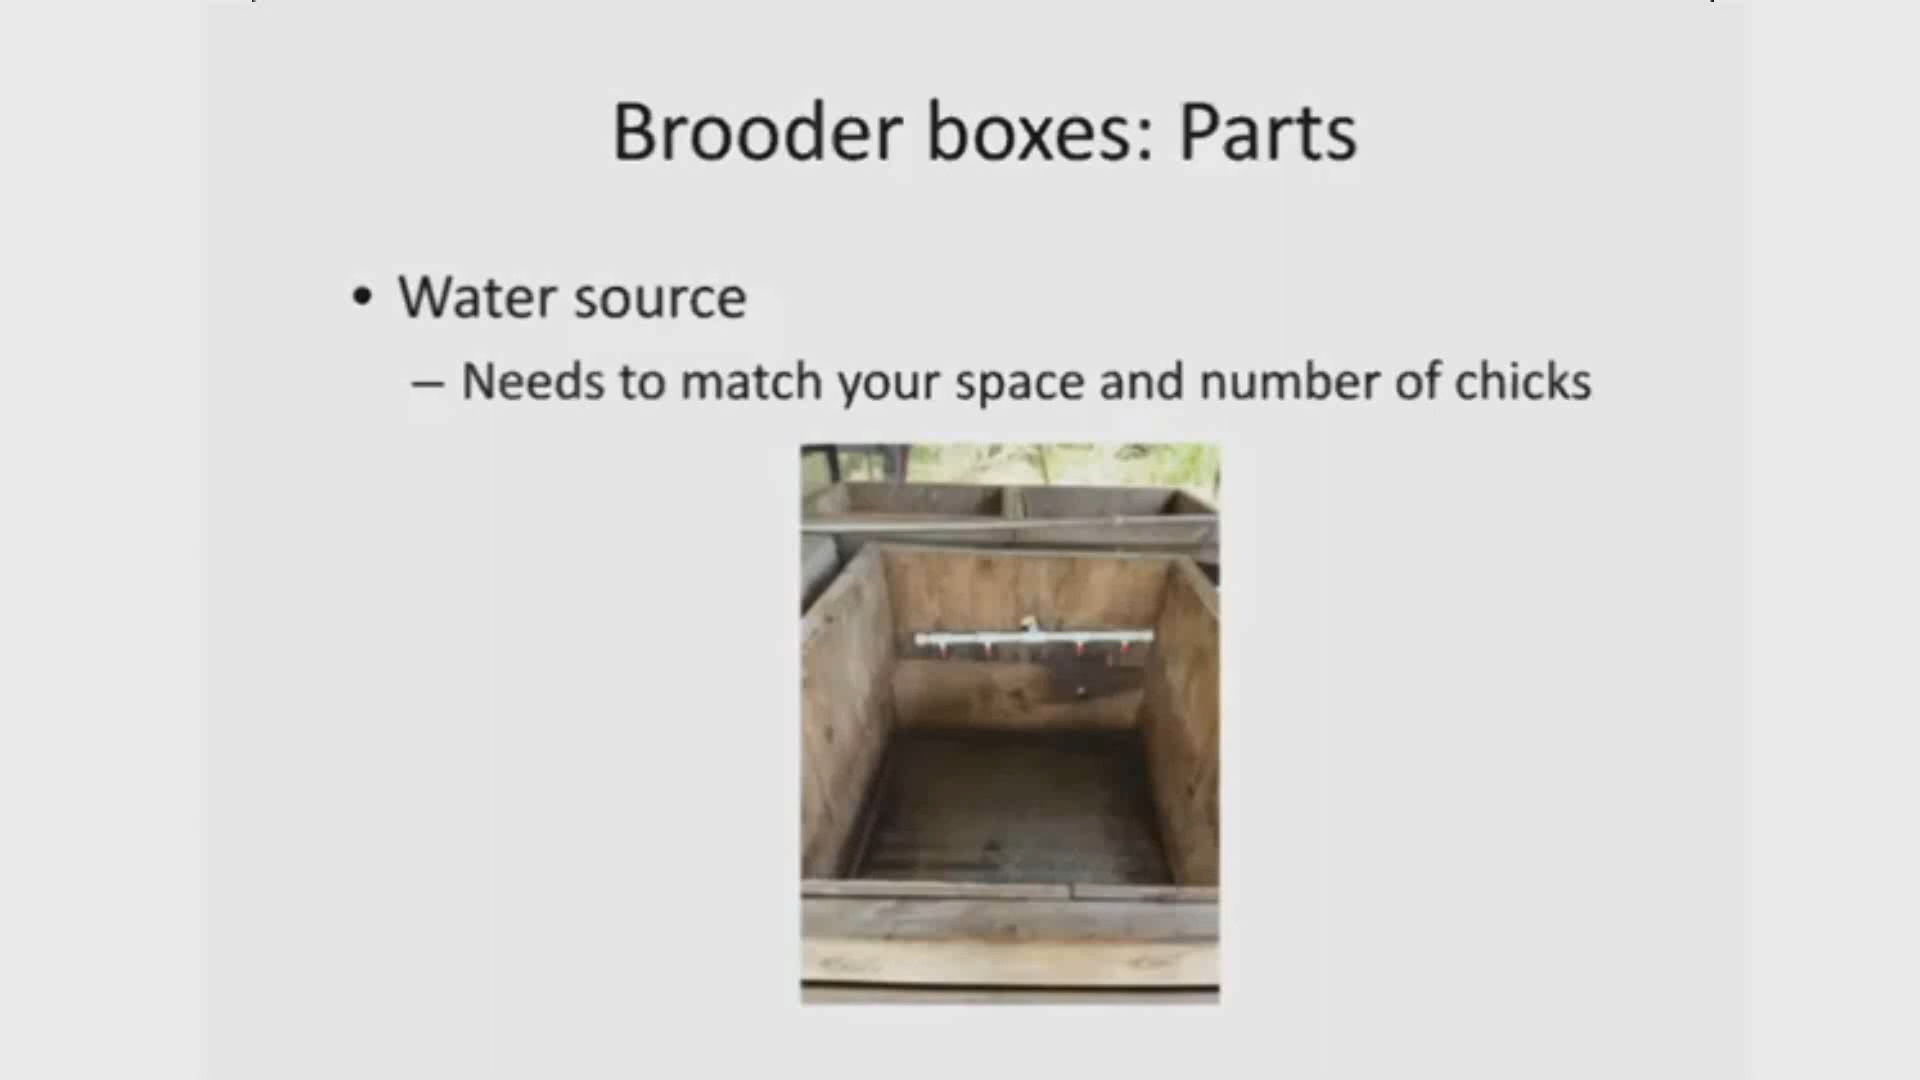 Brooder boxes: Parts
• Water source
– Needs to match your space and number of chicks